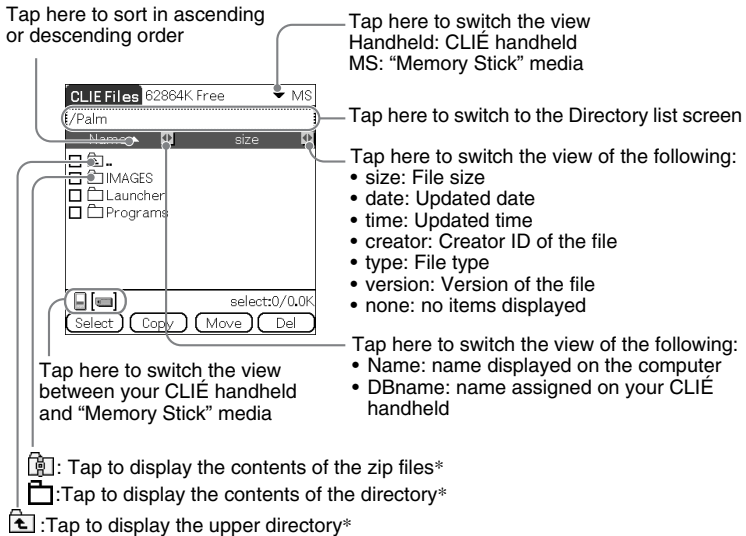 Tap here to sort in ascending
or descending order
Tap here to switch the view
Handheld: CLIÉ handheld
MS: “Memory Stick” media
CLIE Files 62864K Free MS
/Palm
Tap here to switch to the Directory list screen
Name size
Tap here to switch the view of the following:
• size: File size
• date: Updated date
• time: Updated time
• creator: Creator ID of the file
• type: File type
• version: Version of the file
• none: no items displayed
..
IMAGES
Launcher
Programs
select:0/0.0K
Select Copy Move Del
Tap here to switch the view of the following:
• Name: name displayed on the computer
• DBname: name assigned on your CLIÉ
handheld
Tap here to switch the view
between your CLIÉ handheld
and “Memory Stick” media
: Tap to display the contents of the zip files*
:Tap to display the contents of the directory*
:Tap to display the upper directory*